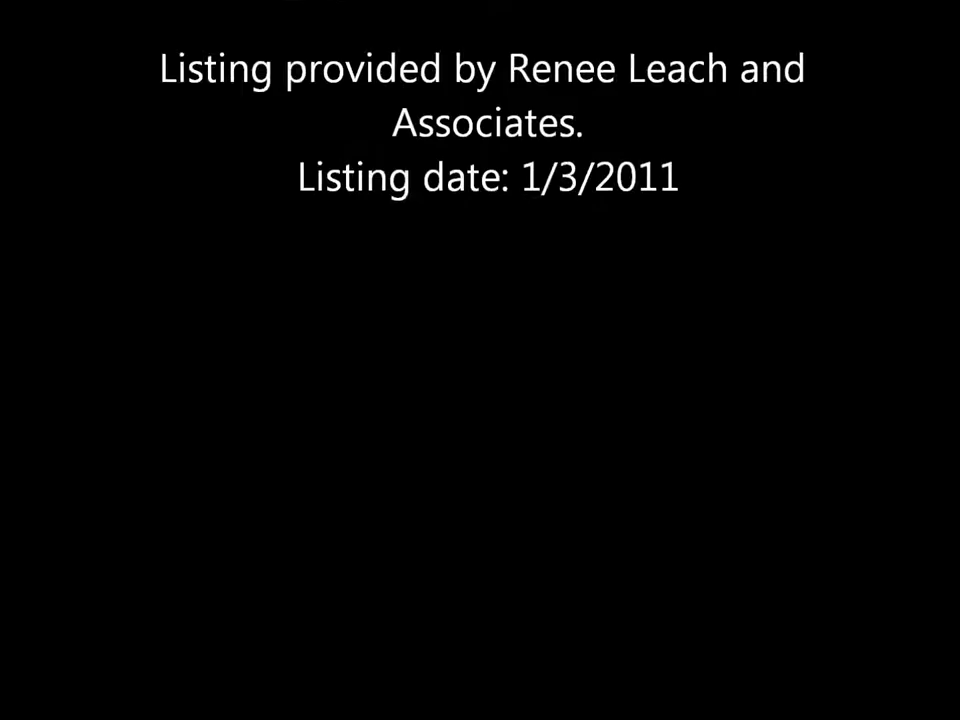 Listing provided by Renee Leach and
Associates.
Listing date: 1/3/2011